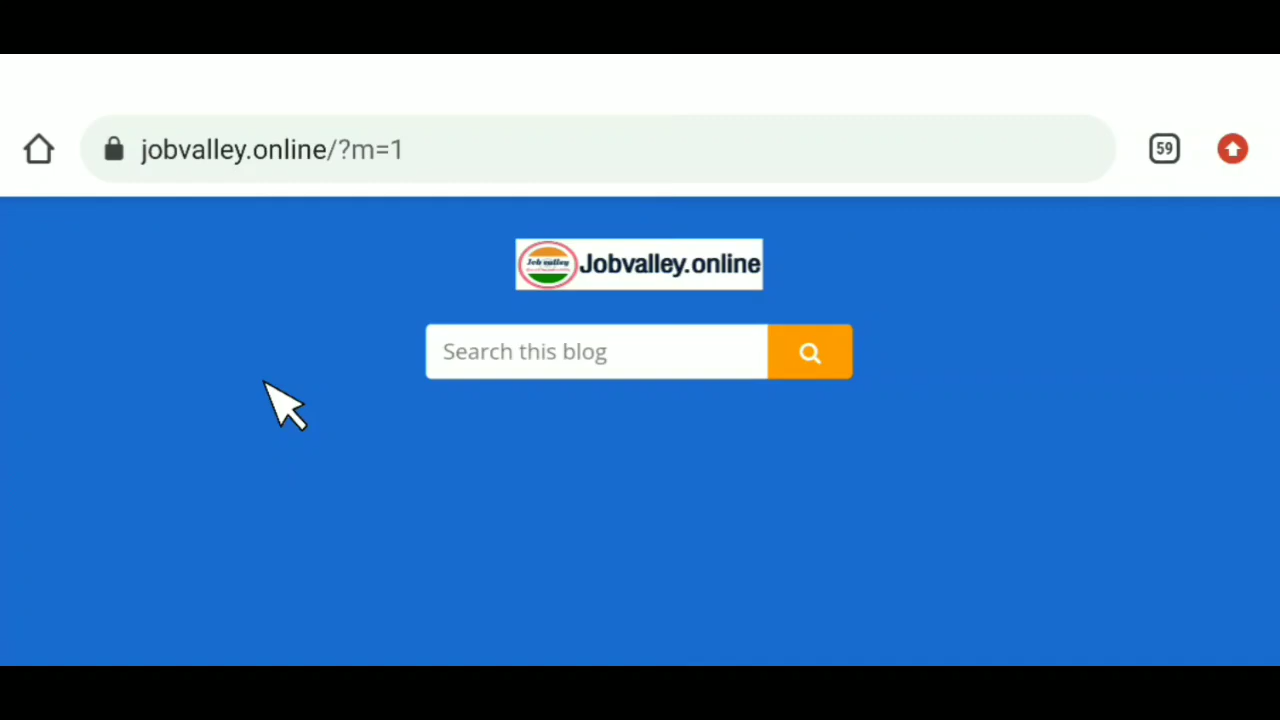 jobvalley.online/?m=1
59
Job valley
Jobvalley.online
Search this blog